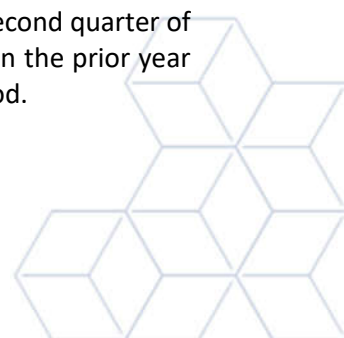 econd quarter of
n the prior year
od.